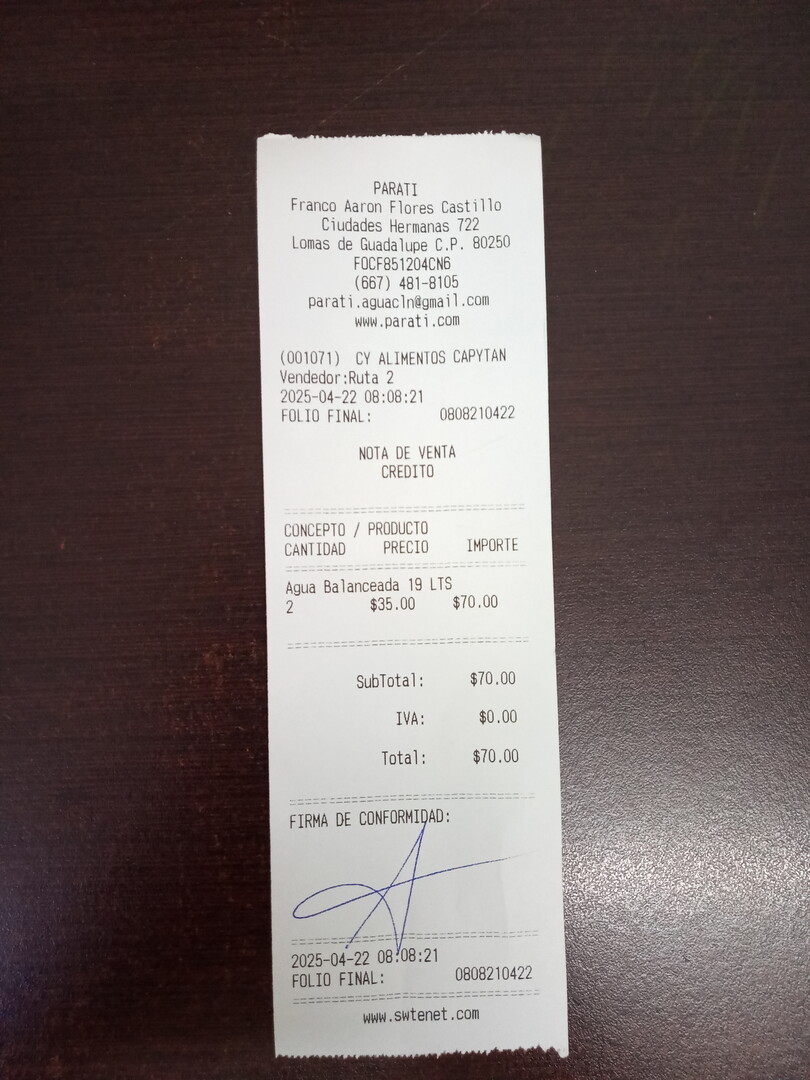 PARATI
Franco Aaron Flores Castillo
Ciudades Hermanas 722
Lomas de Guadalupe C.P. 80250
FOCF851204CN6
(667) 481-8105
parati.aguacln@gmail.com
www.parati.com
(001071) CY ALIMENTOS CAPYTAN
Vendedor:Ruta 2
2025-04-22 08:08:21
FOLIO FINAL: 0808210422
NOTA DE VENTA
CREDITO
CONCEPTO / PRODUCTO
CANTIDAD PRECIO IMPORTE
Agua Balanceada 19 LTS
2 $35.00 $70.00
SubTotal: $70.00
IVA: $0.00
Total: $70.00
FIRMA DE CONFORMIDAD:
2025-04-22 08:08:21
FOLIO FINAL: 0808210422
www.swtenet.com